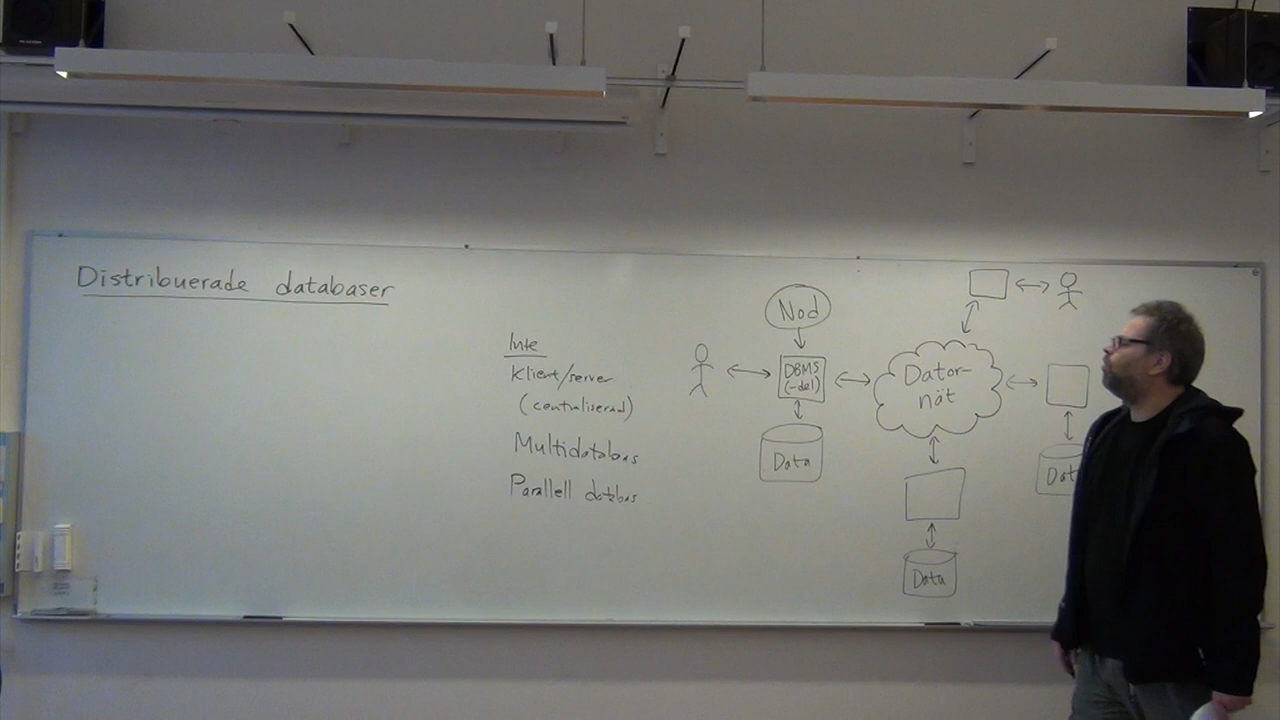 Distribuerade databaser
Inte
Klient/server
(centraliserad)
Multidatabas
Parallell databas
Nod
DBMS
(-del)
Data
Dator-
nät
Data
Data